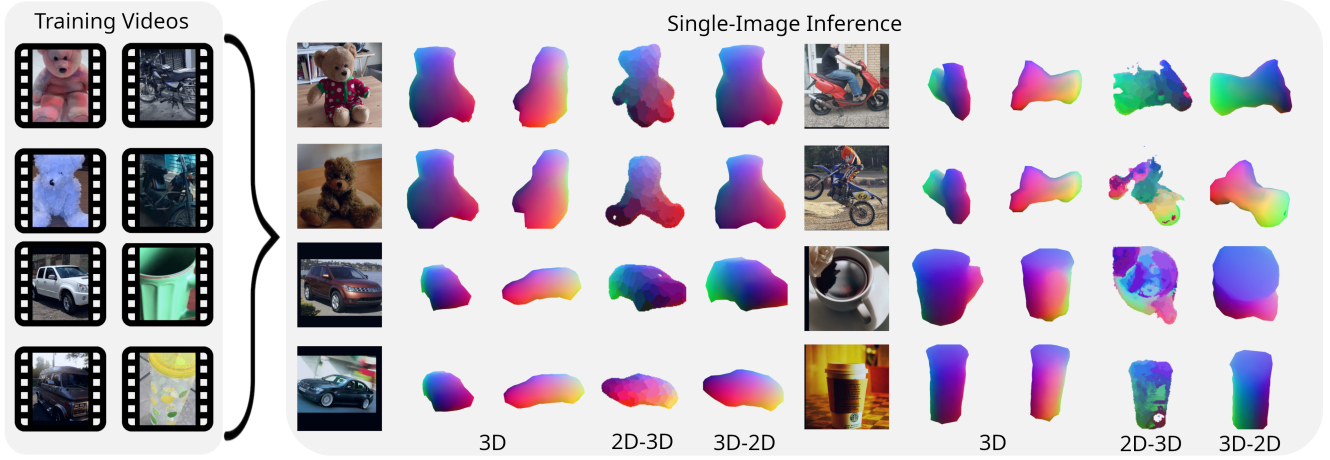 Training Videos
Single-Image Inference
3D
2D-3D
3D-2D
3D
2D-3D
3D-2D